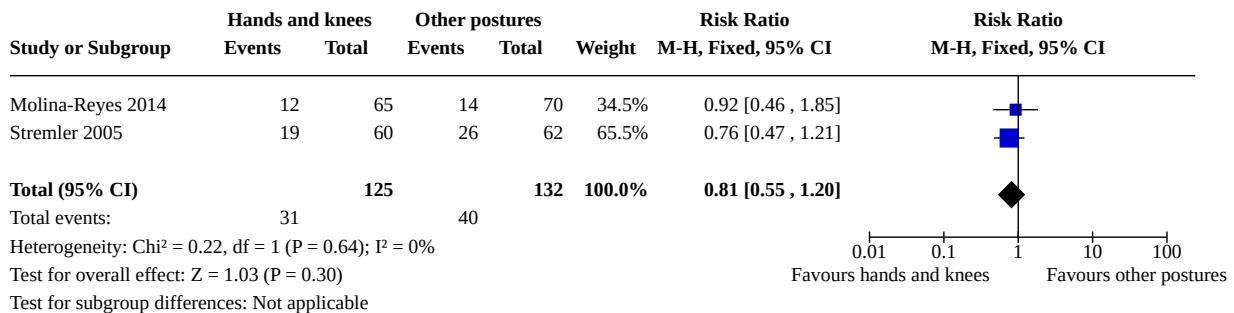 Hands and knees Other postures Risk Ratio Risk Ratio
Study or Subgroup Events Total Events Total Weight M-H, Fixed, 95% CI M-H, Fixed, 95% CI
Molina-Reyes 2014 12 65 14 70 34.5% 0.92 [0.46 , 1.85]
Stremler 2005 19 60 26 62 65.5% 0.76 [0.47 , 1.21]
Total (95% CI) 125 132 100.0% 0.81 [0.55 , 1.20]
Total events: 31 40
Heterogeneity: Chi² = 0.22, df = 1 (P = 0.64); I² = 0%
0.01 0.1 1 10 100
Test for overall effect: Z = 1.03 (P = 0.30)
Favours hands and knees Favours other postures
Test for subgroup differences: Not applicable